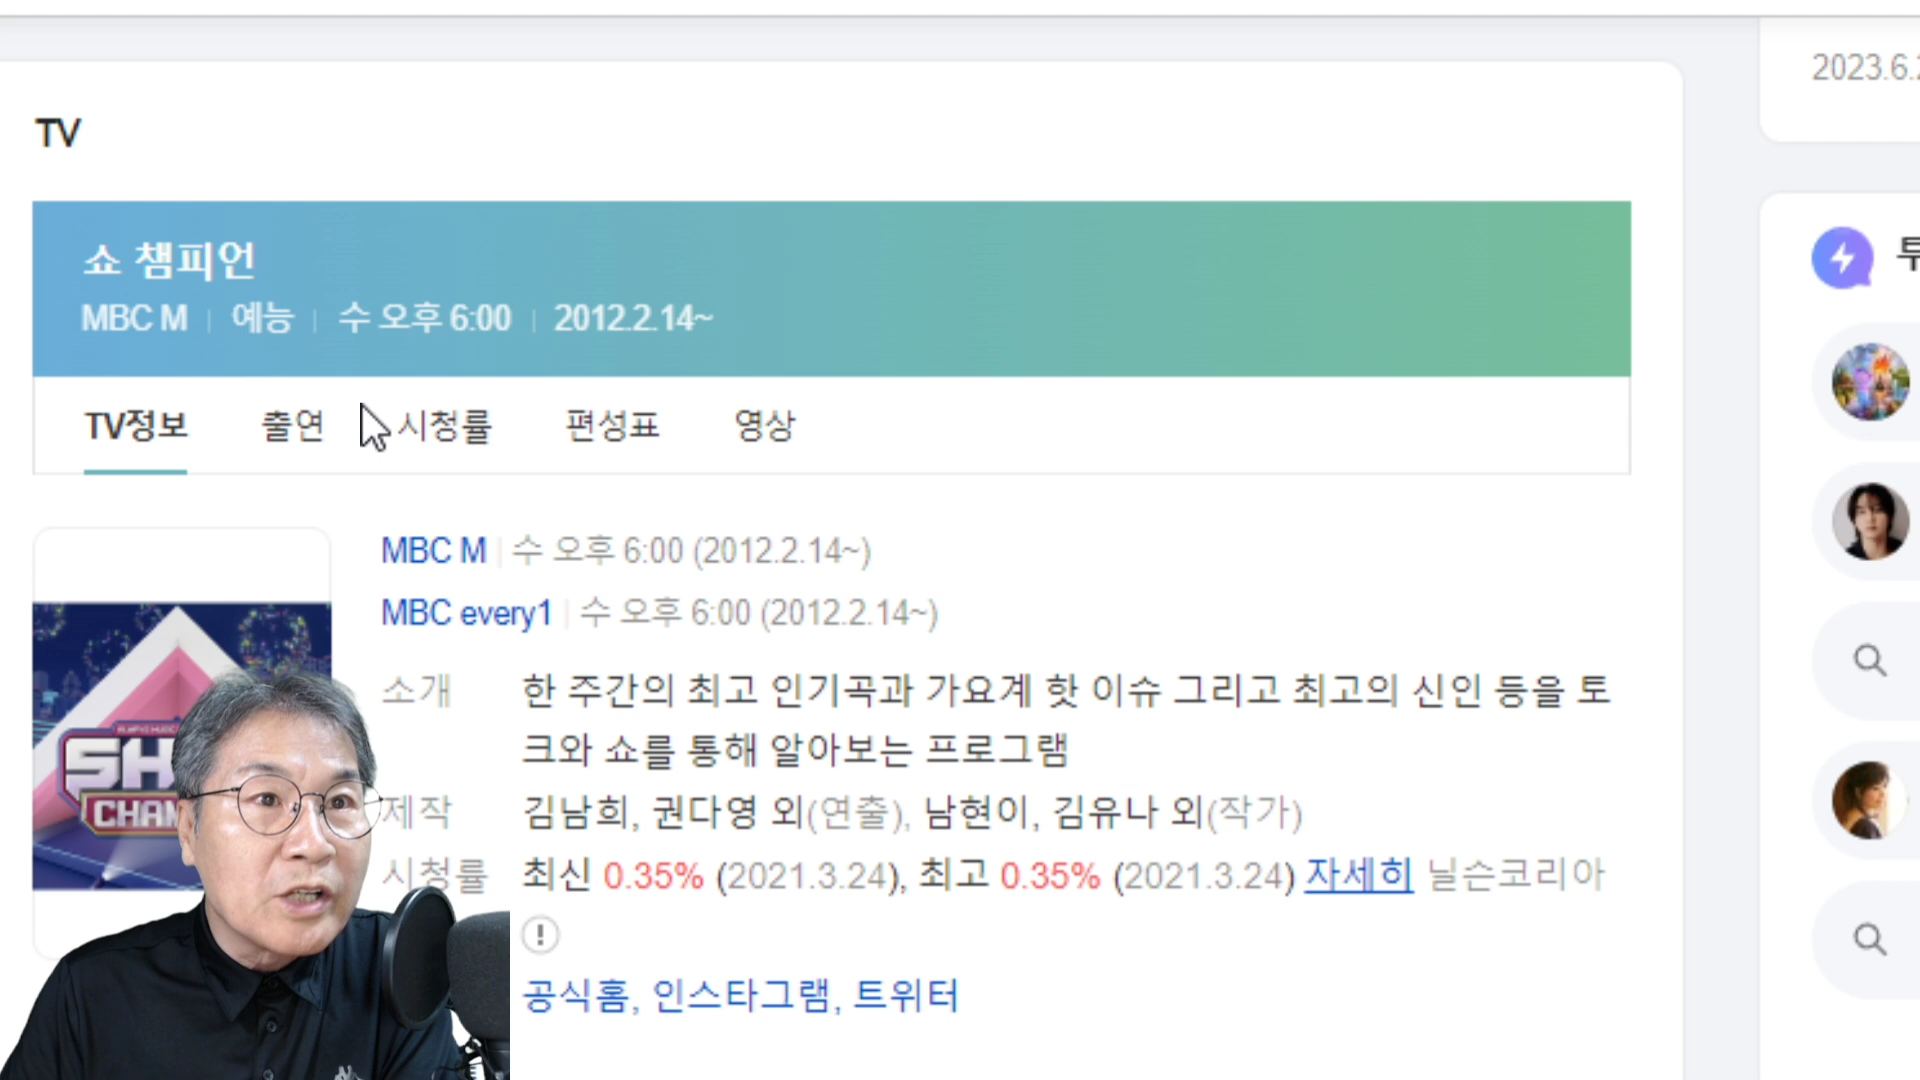 2023.6.2
TV
쇼 챔피언
MBC M 예능 수 오후 6:00 2012.2.14~
TV정보 출연 시청률 편성표 영상
MBC M 수 오후 6:00 (2012.2.14~)
MBC every1 수 오후 6:00 (2012.2.14~)
소개 한 주간의 최고 인기곡과 가요계 핫 이슈 그리고 최고의 신인 등을 토
크와 쇼를 통해 알아보는 프로그램
제작 김남희, 권다영 외(연출), 남현이, 김유나 외(작가)
시청률 최신 0.35% (2021.3.24), 최고 0.35% (2021.3.24) 자세히 닐슨코리아
공식홈, 인스타그램, 트위터
SH
CHAM